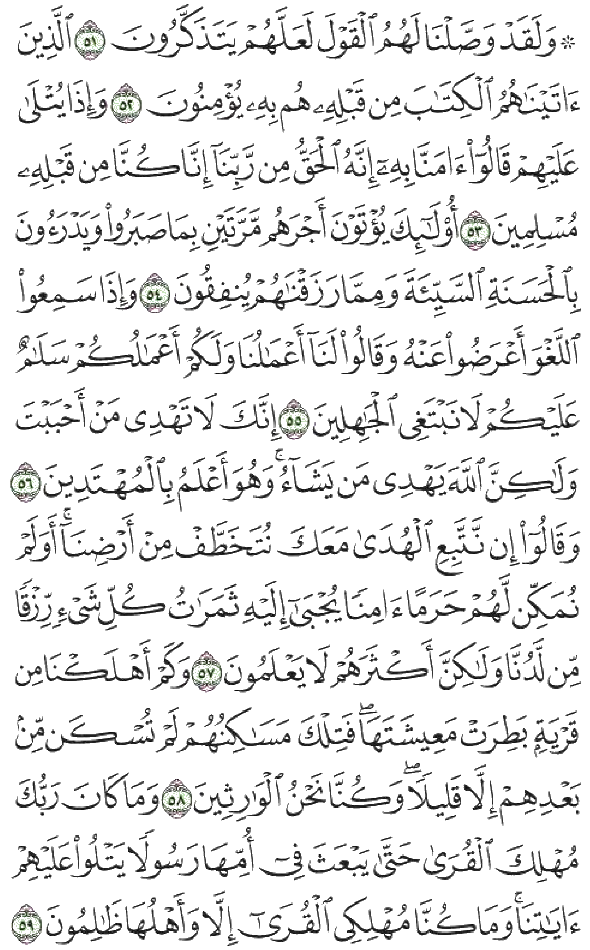 ۞ وَلَقَدْ وَصَّلْنَا لَهُمُ ٱلْقَوْلَ لَعَلَّهُمْ يَتَذَكَّرُونَ ٥١ ٱلَّذِينَ
ءَاتَيْنَٰهُمُ ٱلْكِتَٰبَ مِن قَبْلِهِۦ هُم بِهِۦ يُؤْمِنُونَ ٥٢ وَإِذَا يُتْلَىٰ
عَلَيْهِمْ قَالُوٓا۟ ءَامَنَّا بِهِۦٓ إِنَّهُ ٱلْحَقُّ مِن رَّبِّنَآ إِنَّا كُنَّا مِن قَبْلِهِۦ
مُسْلِمِينَ ٥٣ أُو۟لَٰٓئِكَ يُؤْتَوْنَ أَجْرَهُم مَّرَّتَيْنِ بِمَا صَبَرُوا۟ وَيَدْرَءُونَ
بِٱلْحَسَنَةِ ٱلسَّيِّئَةَ وَمِمَّا رَزَقْنَٰهُمْ يُنفِقُونَ ٥٤ وَإِذَا سَمِعُوا۟
ٱللَّغْوَ أَعْرَضُوا۟ عَنْهُ وَقَالُوا۟ لَنَآ أَعْمَٰلُنَا وَلَكُمْ أَعْمَٰلُكُمْ سَلَٰمٌ
عَلَيْكُمْ لَا نَبْتَغِى ٱلْجَٰهِلِينَ ٥٥ إِنَّكَ لَا تَهْدِى مَنْ أَحْبَبْتَ
وَلَٰكِنَّ ٱللَّهَ يَهْدِى مَن يَشَآءُ ۚ وَهُوَ أَعْلَمُ بِٱلْمُهْتَدِينَ ٥٦
وَقَالُوٓا۟ إِن نَّتَّبِعِ ٱلْهُدَىٰ مَعَكَ نُتَخَطَّفْ مِنْ أَرْضِنَآ ۚ أَوَلَمْ
نُمَكِّن لَّهُمْ حَرَمًا ءَامِنًا يُجْبَىٰٓ إِلَيْهِ ثَمَرَٰتُ كُلِّ شَىْءٍ رِّزْقًا
مِّن لَّدُنَّا وَلَٰكِنَّ أَكْثَرَهُمْ لَا يَعْلَمُونَ ٥٧ وَكَمْ أَهْلَكْنَا مِن
قَرْيَةٍۭ بَطِرَتْ مَعِيشَتَهَا ۖ فَتِلْكَ مَسَٰكِنُهُمْ لَمْ تُسْكَن مِّنۢ
بَعْدِهِمْ إِلَّا قَلِيلًا ۖ وَكُنَّا نَحْنُ ٱلْوَٰرِثِينَ ٥٨ وَمَا كَانَ رَبُّكَ
مُهْلِكَ ٱلْقُرَىٰ حَتَّىٰ يَبْعَثَ فِىٓ أُمِّهَا رَسُولًا يَتْلُوا۟ عَلَيْهِمْ
ءَايَٰتِنَا ۚ وَمَا كُنَّا مُهْلِكِى ٱلْقُرَىٰٓ إِلَّا وَأَهْلُهَا ظَٰلِمُونَ ٥٩